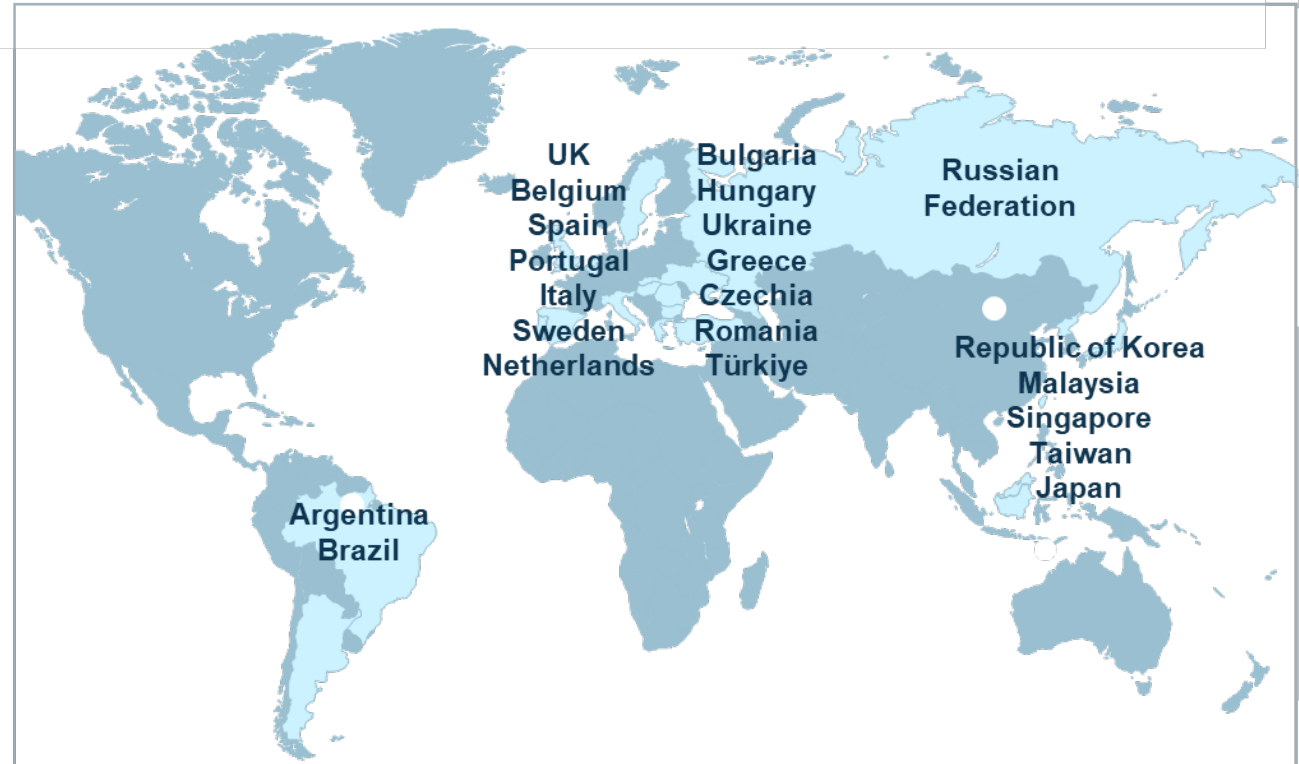 UK
Belgium
Spain
Portugal
Italy
Sweden
Netherlands
Bulgaria
Hungary
Ukraine
Greece
Czechia
Romania
Türkiye
Russian
Federation
Republic of Korea
Malaysia
Singapore
Taiwan
Japan
Argentina
Brazil